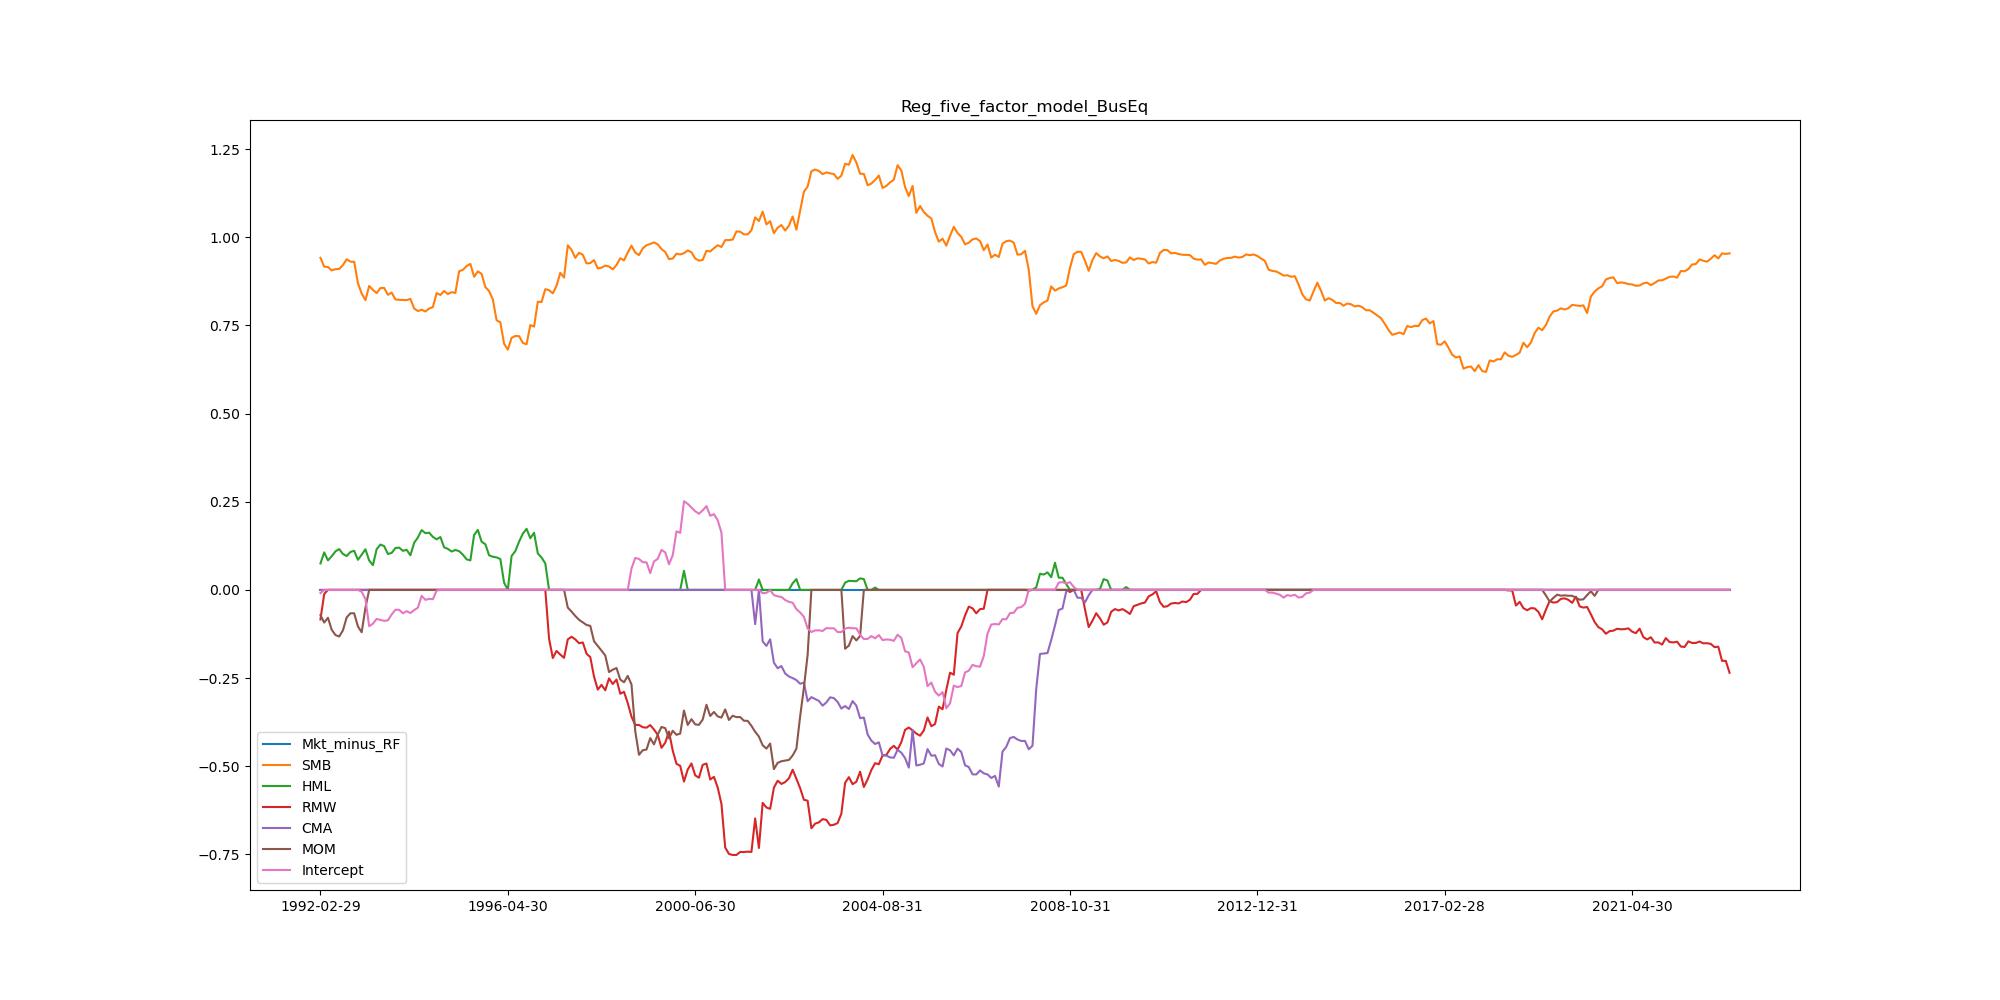 Reg_five_factor_model_BusEq
1.25
1.00
0.75
0.50
0.25
0.00
−0.25
−0.50
−0.75
Mkt_minus_RF
SMB
HML
RMW
CMA
MOM
Intercept
1992-02-29 1996-04-30 2000-06-30 2004-08-31 2008-10-31 2012-12-31 2017-02-28 2021-04-30